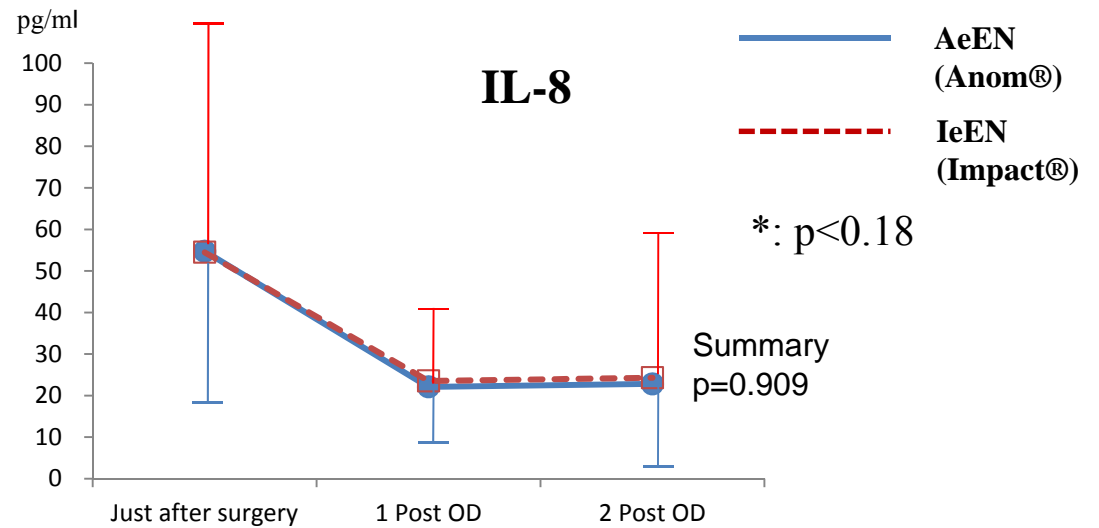 pg/ml
100
90
80
70
60
50
40
30
20
10
0
IL-8
AeEN
(Anom®)
IeEN
(Impact®)
*: p<0.18
Summary
p=0.909
Just after surgery
1 Post OD
2 Post OD